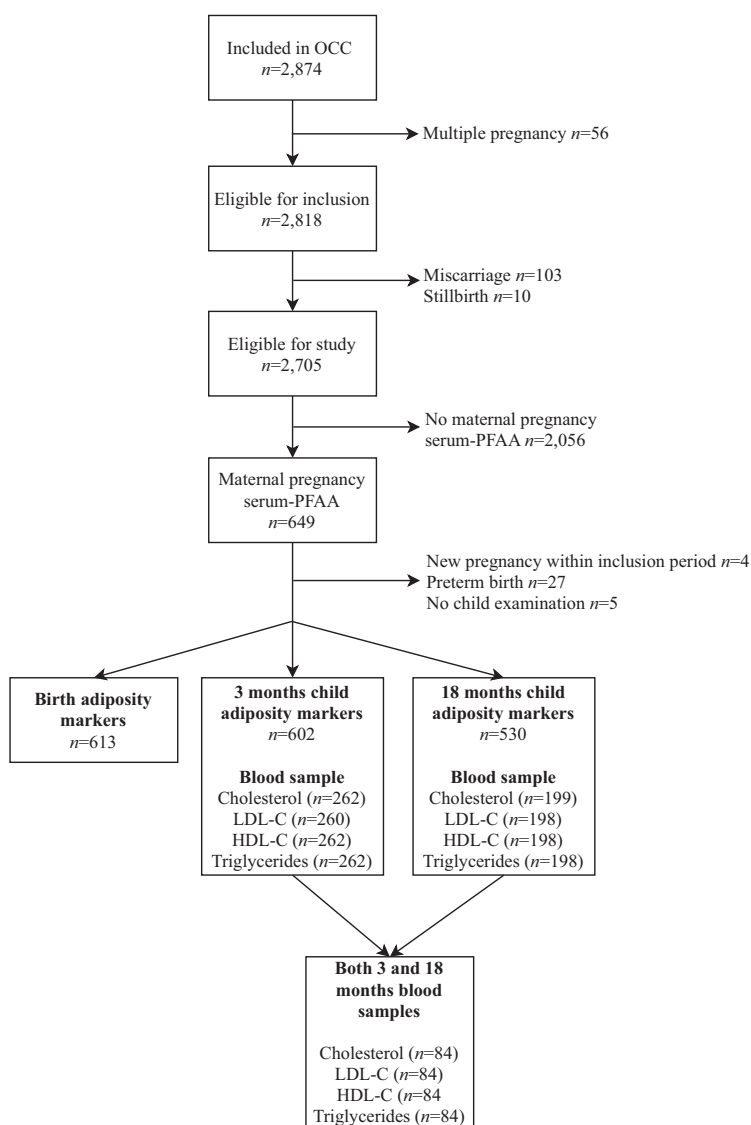 Included in OCC
n=2,874
Multiple pregnancy n=56
Eligible for inclusion
n=2,818
Miscarriage n=103
Stillbirth n=10
Eligible for study
n=2,705
No maternal pregnancy
serum-PFAA n=2,056
Maternal pregnancy
serum-PFAA
n=649
New pregnancy within inclusion period n=4
Preterm birth n=27
No child examination n=5
Birth adiposity
markers
n=613
3 months child
adiposity markers
n=602
Blood sample
Cholesterol (n=262)
LDL-C (n=260)
HDL-C (n=262)
Triglycerides (n=262)
18 months child
adiposity markers
n=530
Blood sample
Cholesterol (n=199)
LDL-C (n=198)
HDL-C (n=198)
Triglycerides (n=198)
Both 3 and 18
months blood
samples
Cholesterol (n=84)
LDL-C (n=84)
HDL-C (n=84
Triglycerides (n=84)